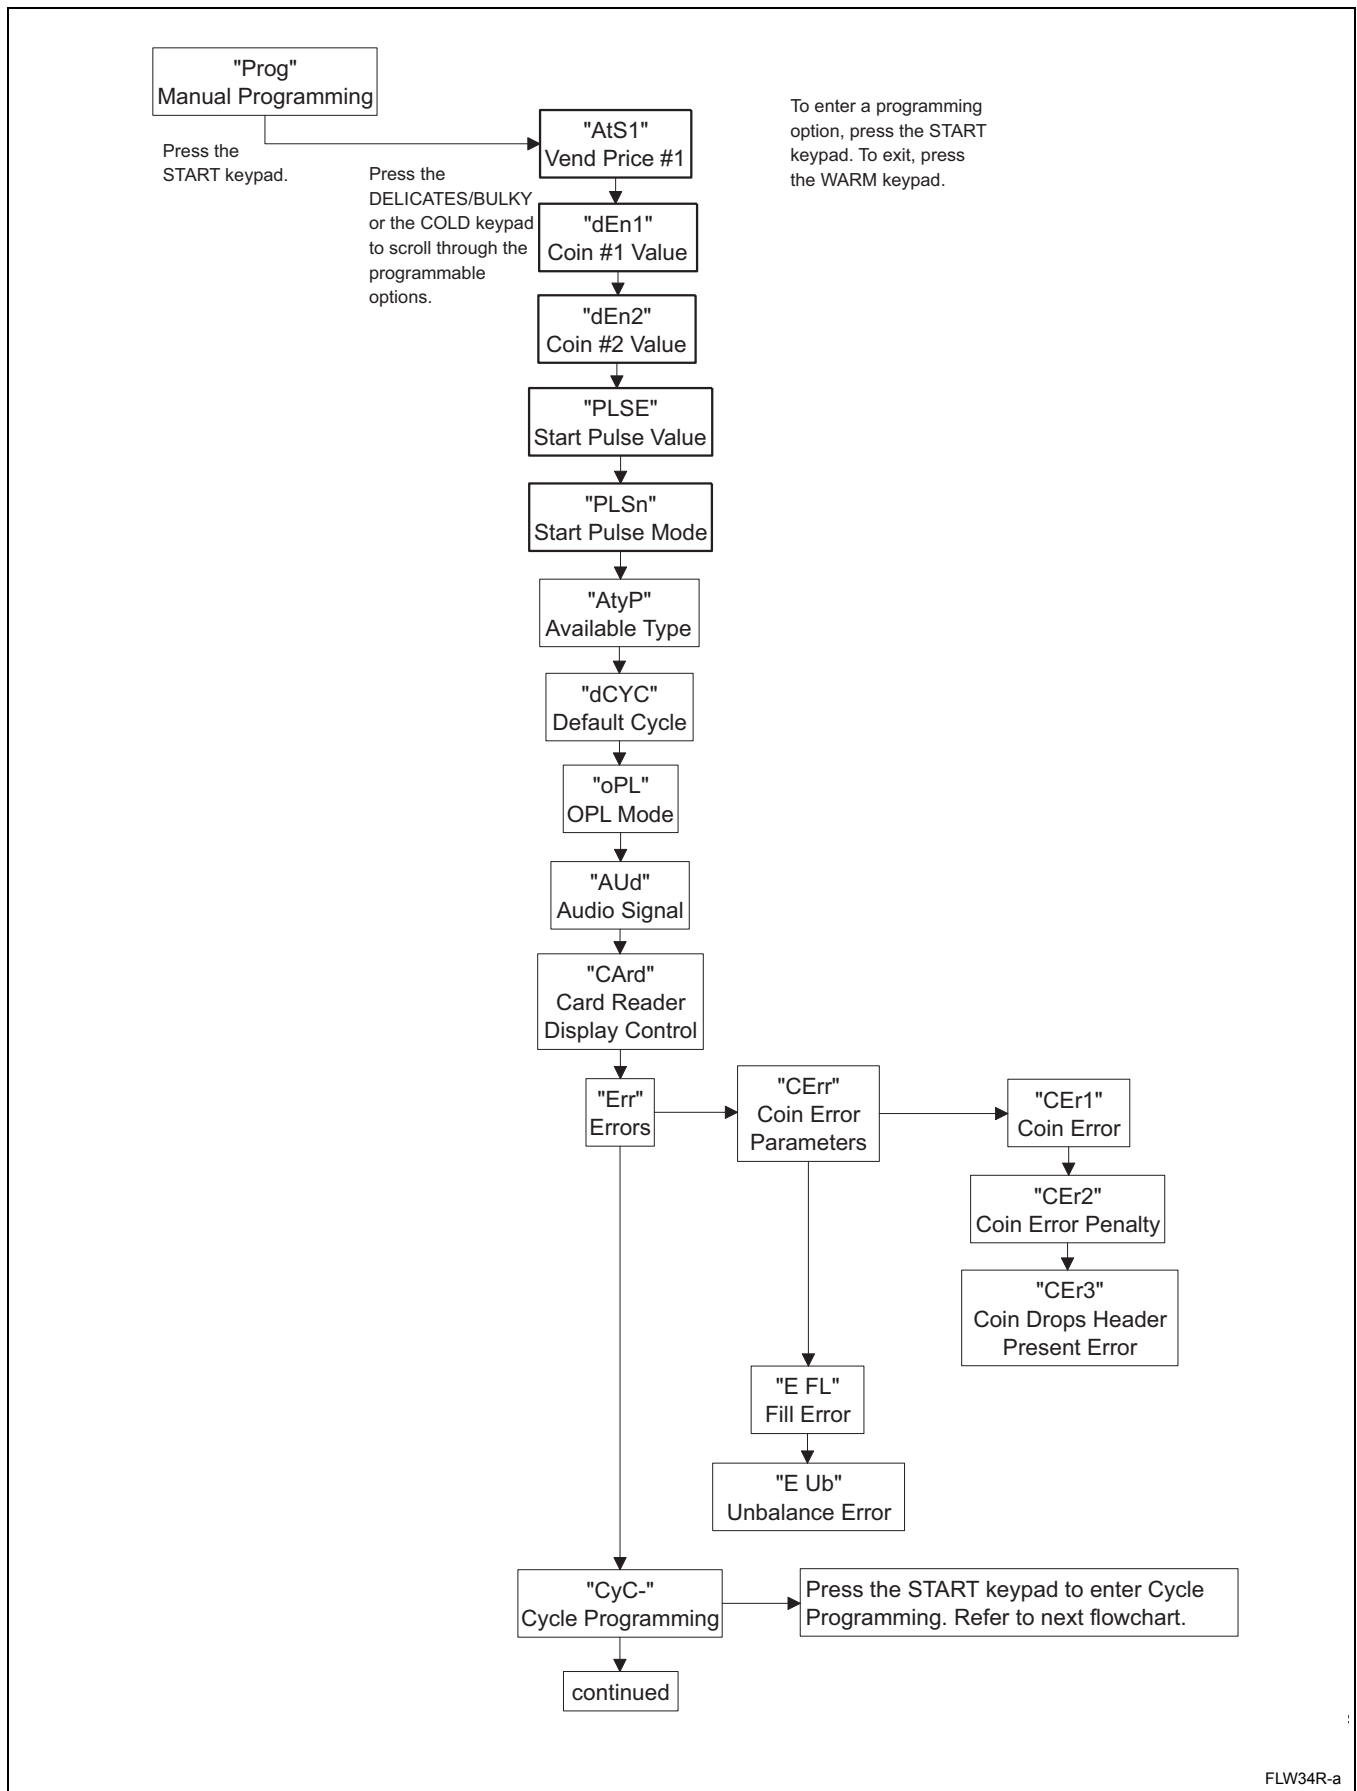 "Prog"
Manual Programming
Press the
START keypad.
"AtS1"
Vend Price #1
To enter a programming
option, press the START
keypad. To exit, press
the WARM keypad.
Press the
DELICATES/BULKY
or the COLD keypad
to scroll through the
programmable
options.
"dEn1"
Coin #1 Value
"dEn2"
Coin #2 Value
"PLSE"
Start Pulse Value
"PLSn"
Start Pulse Mode
"AtyP"
Available Type
"dCYC"
Default Cycle
"oPL"
OPL Mode
"AUd"
Audio Signal
"CArd"
Card Reader
Display Control
"Err"
Errors
"CErr"
Coin Error
Parameters
"CEr1"
Coin Error
"CEr2"
Coin Error Penalty
"CEr3"
Coin Drops Header
Present Error
"E FL"
Fill Error
"E Ub"
Unbalance Error
"CyC-"
Cycle Programming
Press the START keypad to enter Cycle
Programming. Refer to next flowchart.
continued
FLW34R-a